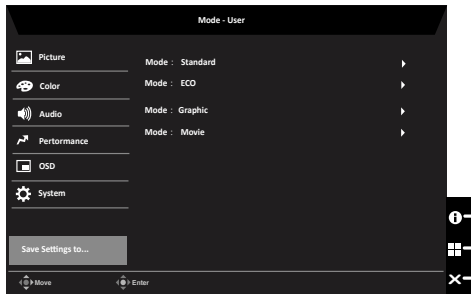 Mode - User
Picture
Color
Audio
Pertormance
OSD
System
Save Settings to...
Mode : Standard
Mode : ECO
Mode : Graphic
Mode : Movie
Move
Enter